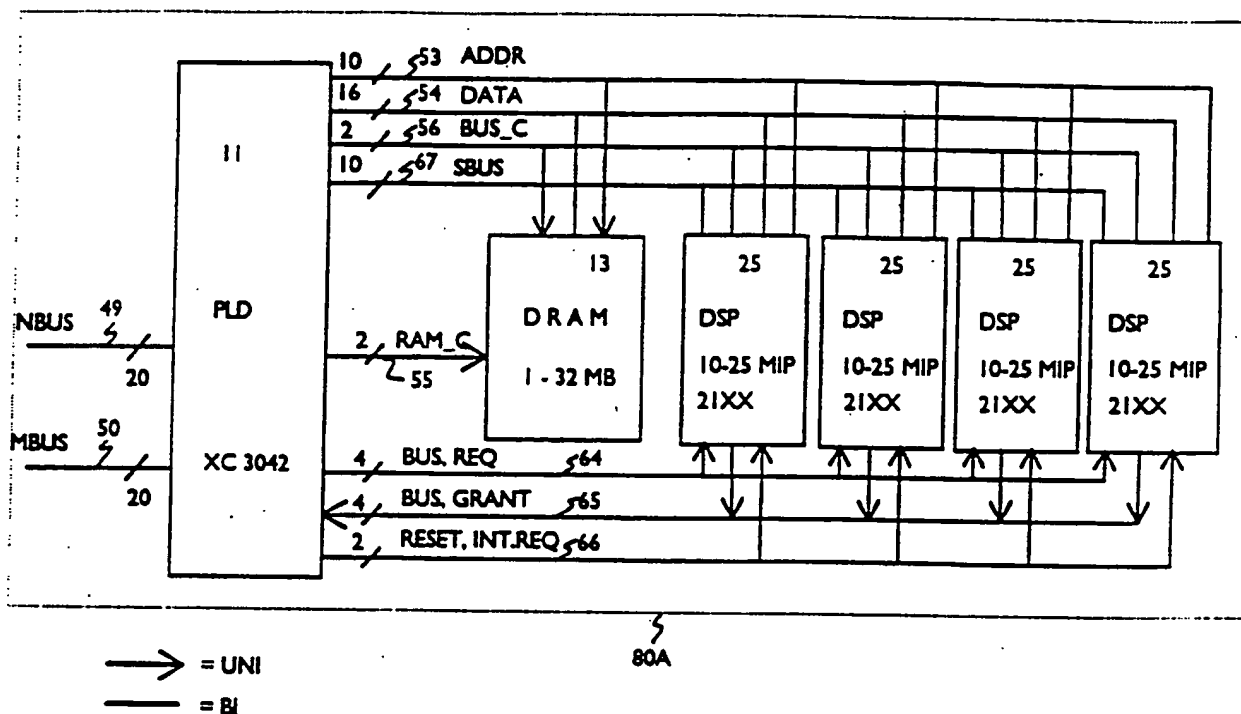 10 53 ADDR
16 54 DATA
2 56 BUS_C
10 67 SBUS
11
PLD
XC 3042
NBUS 49
20
MBUS 50
20
2 RAM_C
55
13
DRAM
1 - 32 MB
25
DSP
10-25 MIP
21XX
25
DSP
10-25 MIP
21XX
25
DSP
10-25 MIP
21XX
25
DSP
10-25 MIP
21XX
4 BUS, REQ 64
4 BUS, GRANT 65
2 RESET, INT.REQ 66
80A
= UNI
= BI